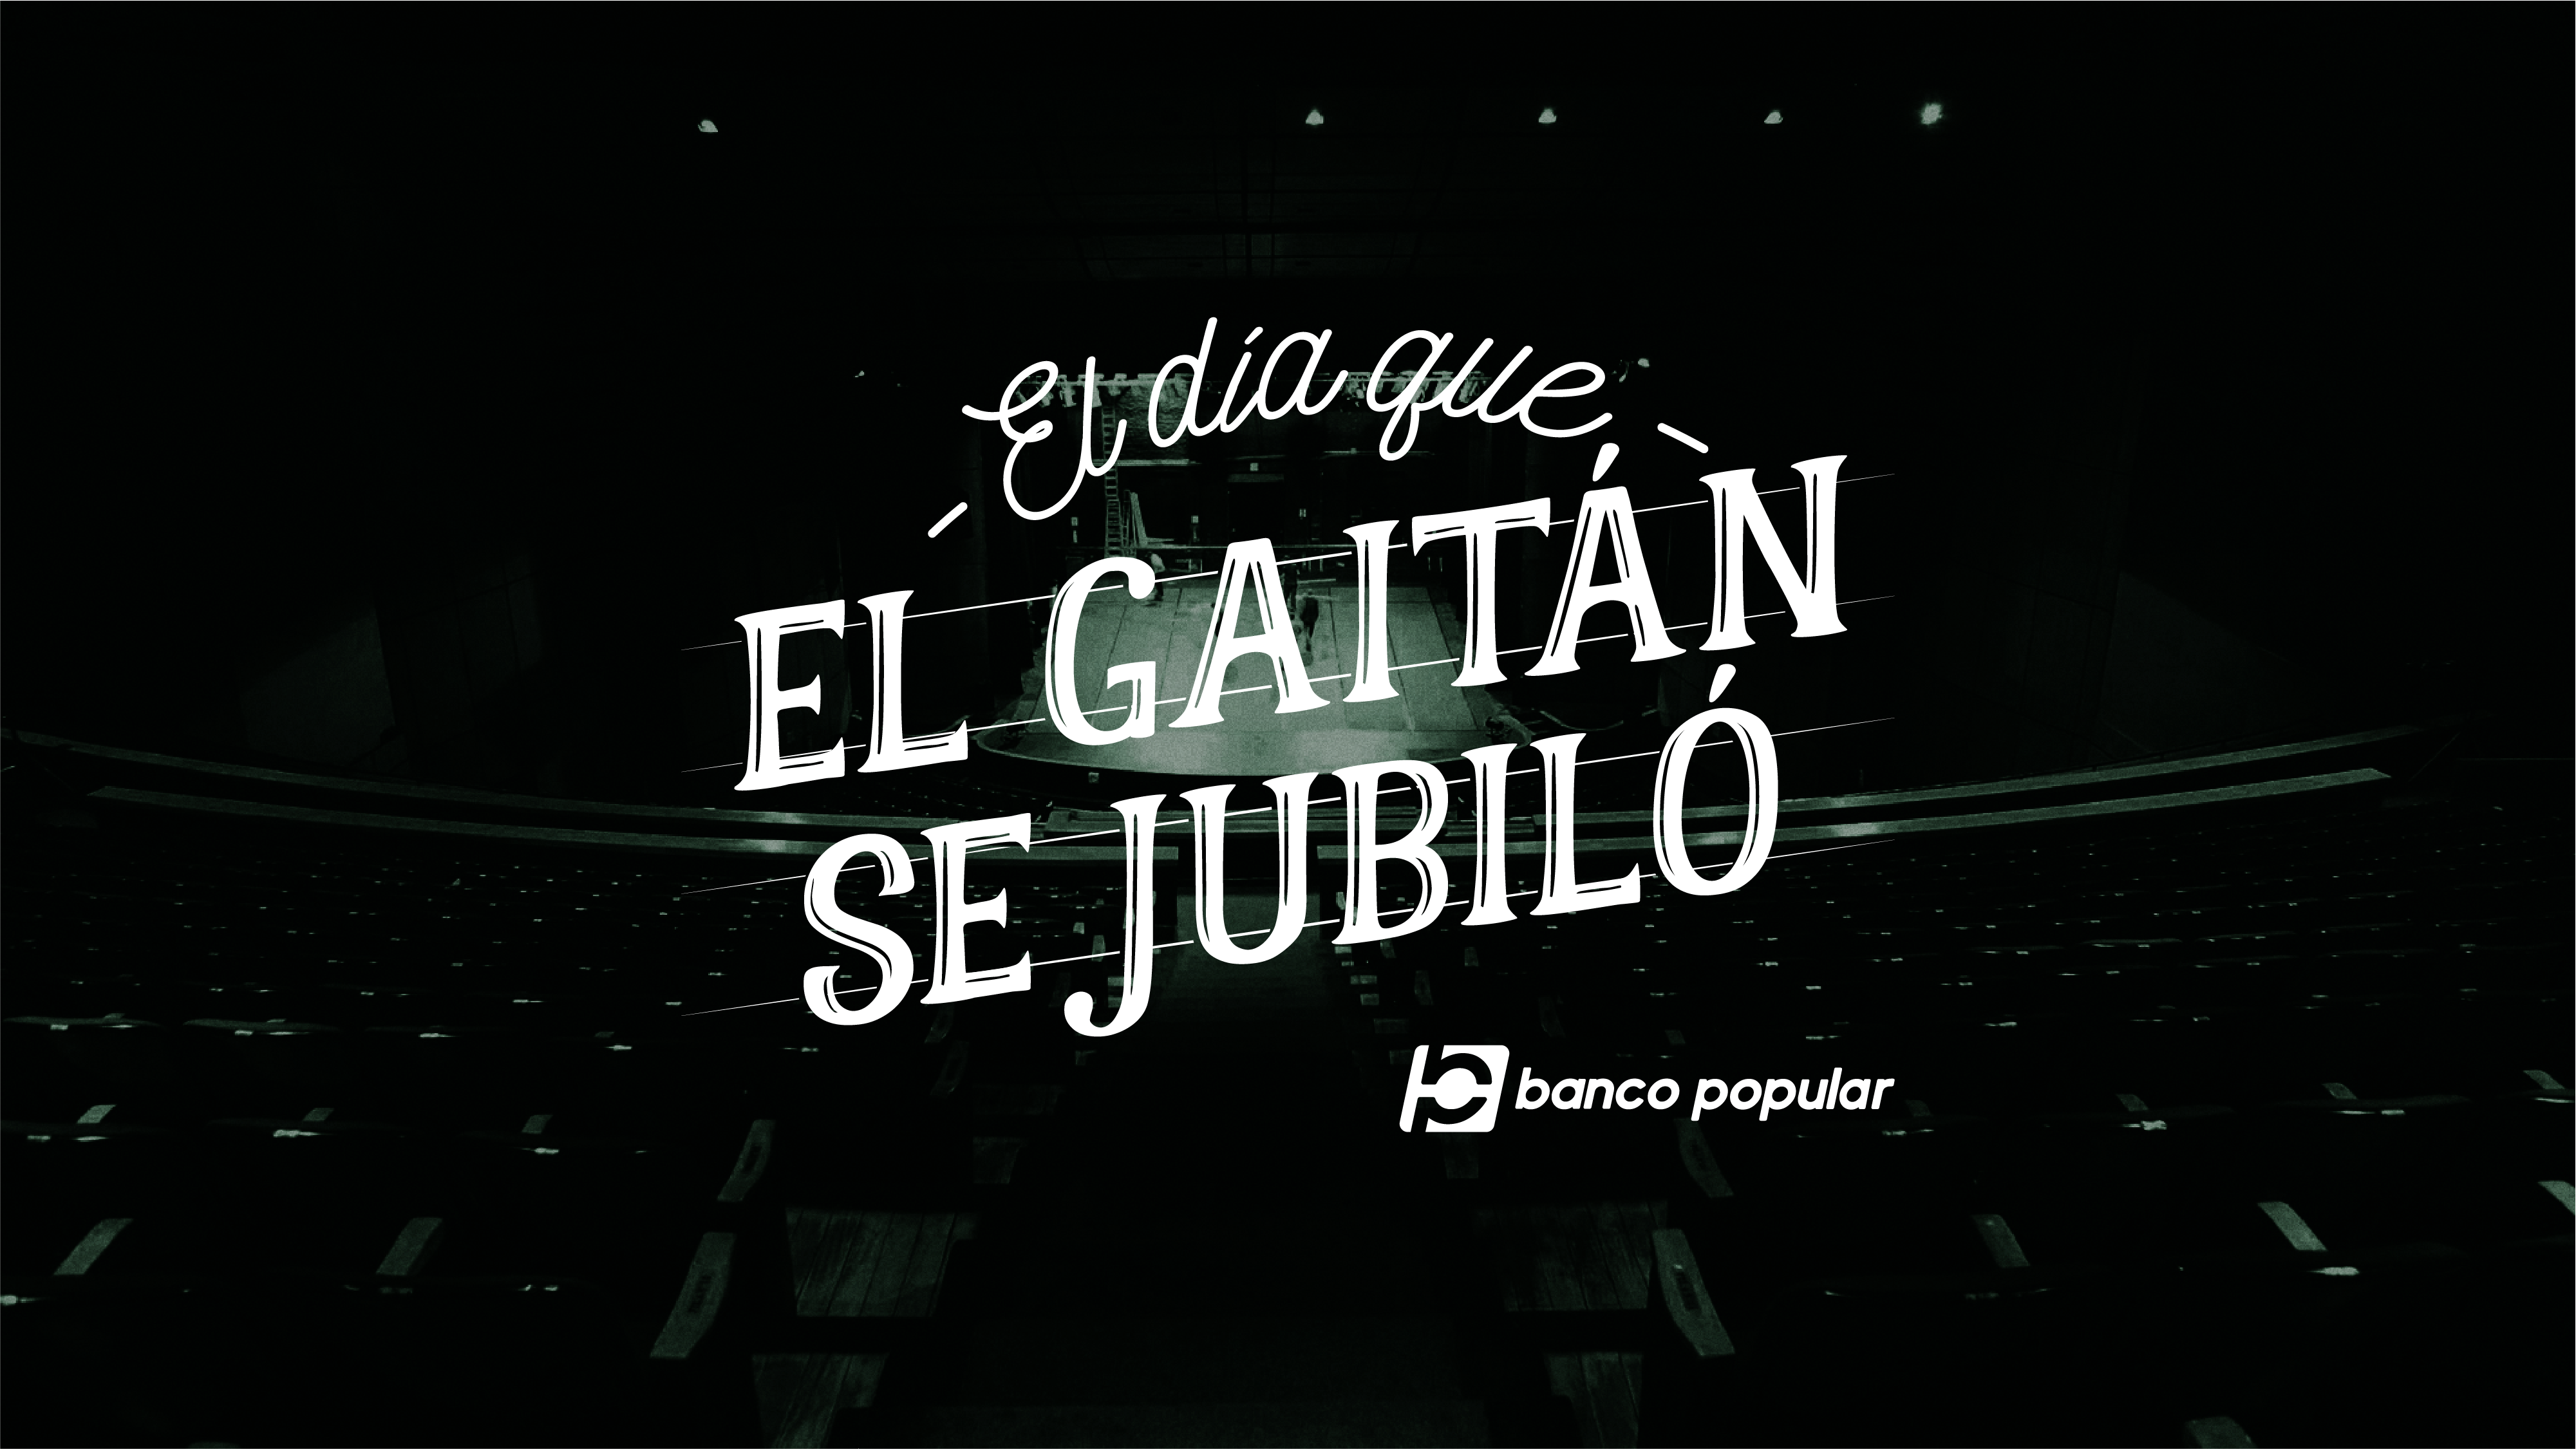 El día que
EL GAITÁN
SE JUBILÓ
banco popular